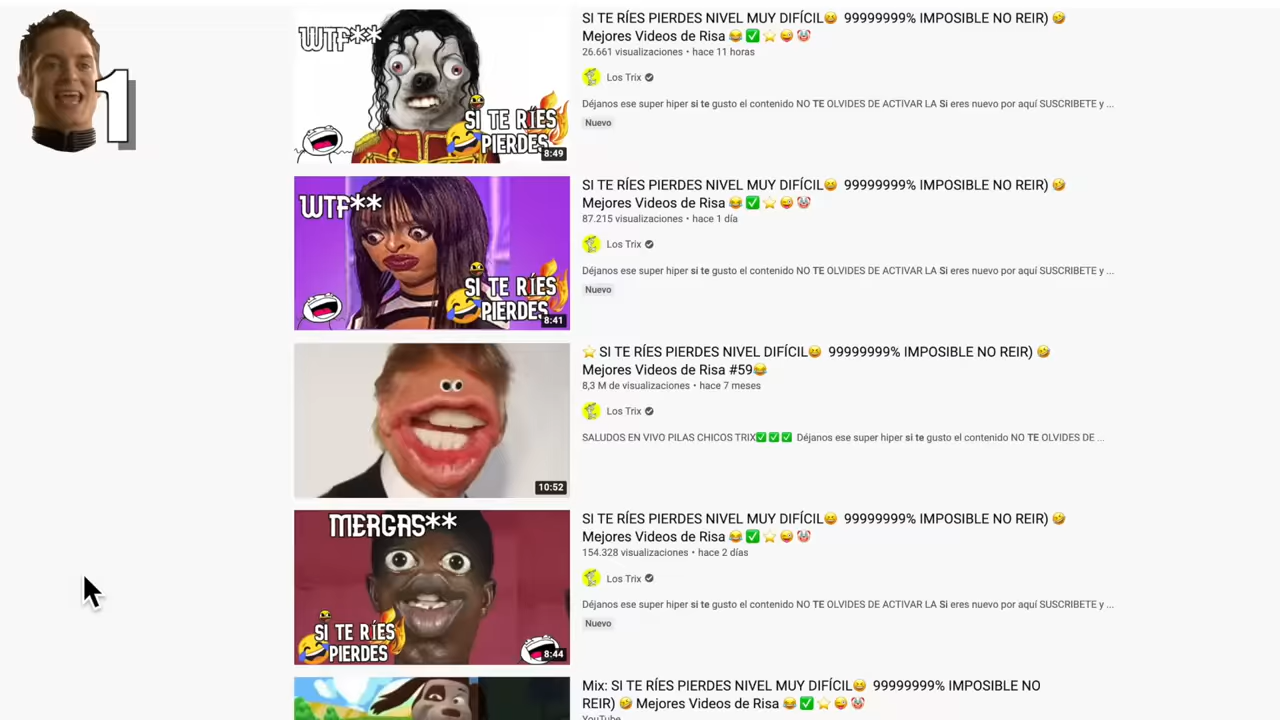 1
WTF**
SI TE RÍES
PIERDES
8:49
SI TE RÍES PIERDES NIVEL MUY DIFÍCIL😆 99999999% IMPOSIBLE NO REIR) 🤣
Mejores Videos de Risa 😂 ✅ ⭐ 😜 🤡
26.661 visualizaciones • hace 11 horas
Los Trix
Déjanos ese super hiper si te gusto el contenido NO TE OLVIDES DE ACTIVAR LA Si eres nuevo por aquí SUSCRIBETE y ...
Nuevo
WTF**
SI TE RÍES
PIERDES
8:41
SI TE RÍES PIERDES NIVEL MUY DIFÍCIL😆 99999999% IMPOSIBLE NO REIR) 🤣
Mejores Videos de Risa 😂 ✅ ⭐ 😜 🤡
87.215 visualizaciones • hace 1 día
Los Trix
Déjanos ese super hiper si te gusto el contenido NO TE OLVIDES DE ACTIVAR LA Si eres nuevo por aquí SUSCRIBETE y ...
Nuevo
10:52
⭐ SI TE RÍES PIERDES NIVEL DIFÍCIL😆 99999999% IMPOSIBLE NO REIR) 🤣
Mejores Videos de Risa #59😂
8,3 M de visualizaciones • hace 7 meses
Los Trix
SALUDOS EN VIVO PILAS CHICOS TRIX✅✅✅ Déjanos ese super hiper si te gusto el contenido NO TE OLVIDES DE ...
MERGAS**
SI TE RÍES
PIERDES
8:44
SI TE RÍES PIERDES NIVEL MUY DIFÍCIL😆 99999999% IMPOSIBLE NO REIR) 🤣
Mejores Videos de Risa 😂 ✅ ⭐ 😜 🤡
154.328 visualizaciones • hace 2 días
Los Trix
Déjanos ese super hiper si te gusto el contenido NO TE OLVIDES DE ACTIVAR LA Si eres nuevo por aquí SUSCRIBETE y ...
Nuevo
Mix: SI TE RÍES PIERDES NIVEL MUY DIFÍCIL😆 99999999% IMPOSIBLE NO
REIR) 🤣 Mejores Videos de Risa 😂 ✅ ⭐ 😜 🤡
YouTube